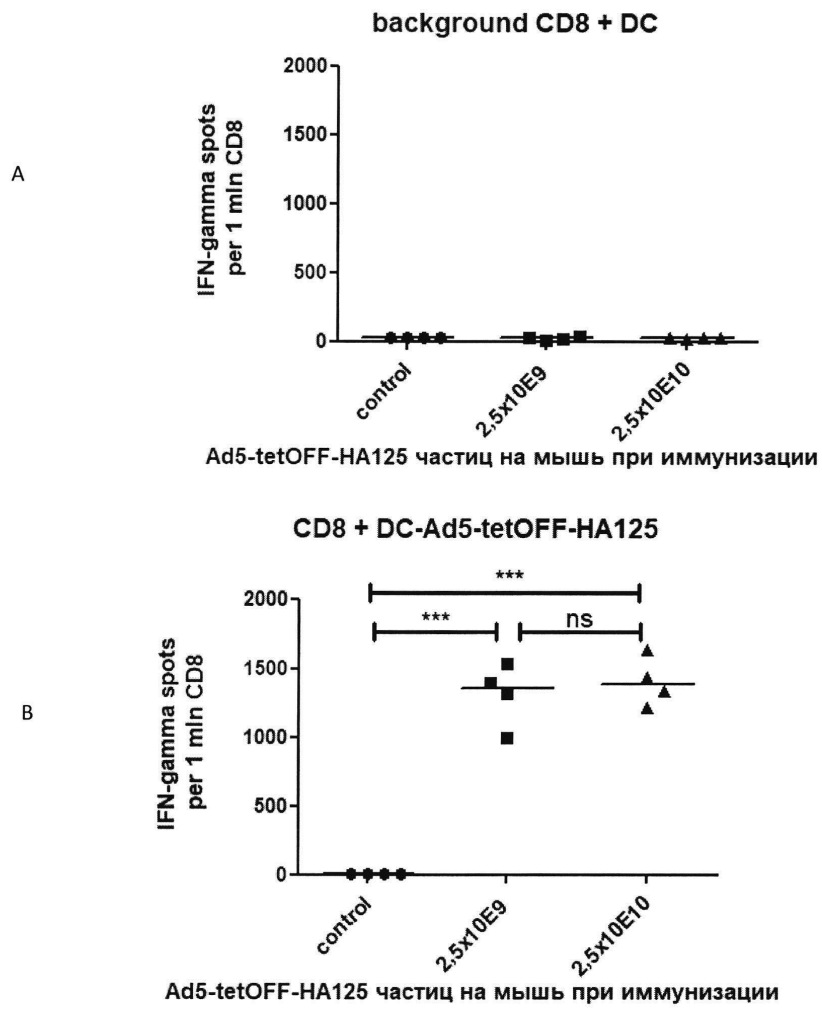 background CD8 + DC
A
IFN-gamma spots
per 1 mln CD8
2000
1500
1000
500
0
control
2,5x10E9
2,5x10E10
Ad5-tetOFF-HA125 частиц на мышь при иммунизации
CD8 + DC-Ad5-tetOFF-HA125
B
IFN-gamma spots
per 1 mln CD8
***
***
ns
2000
1500
1000
500
0
control
2,5x10E9
2,5x10E10
Ad5-tetOFF-HA125 частиц на мышь при иммунизации